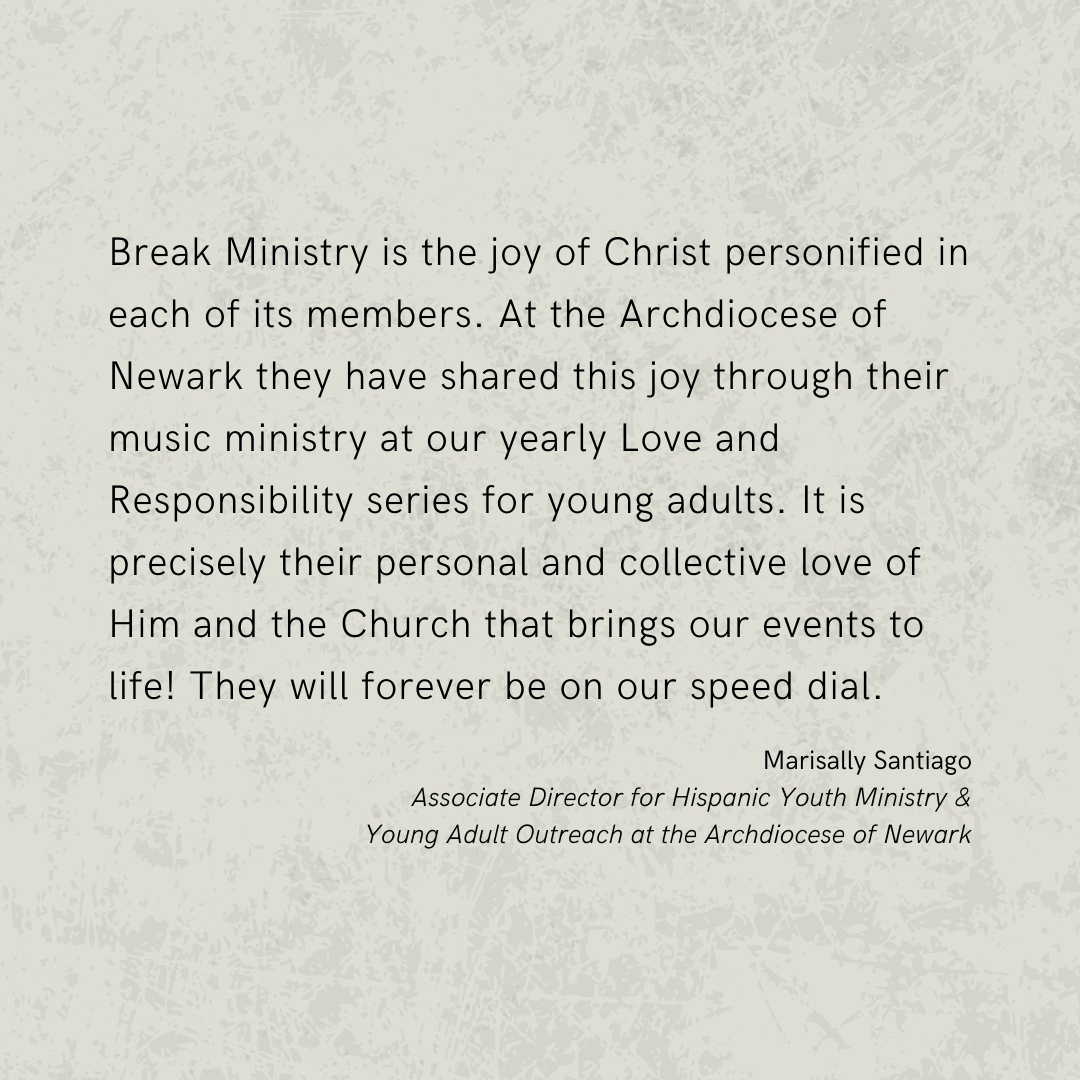 Break Ministry is the joy of Christ personified in
each of its members. At the Archdiocese of
Newark they have shared this joy through their
music ministry at our yearly Love and
Responsibility series for young adults. It is
precisely their personal and collective love of
Him and the Church that brings our events to
life! They will forever be on our speed dial.
Marisally Santiago
Associate Director for Hispanic Youth Ministry &
Young Adult Outreach at the Archdiocese of Newark